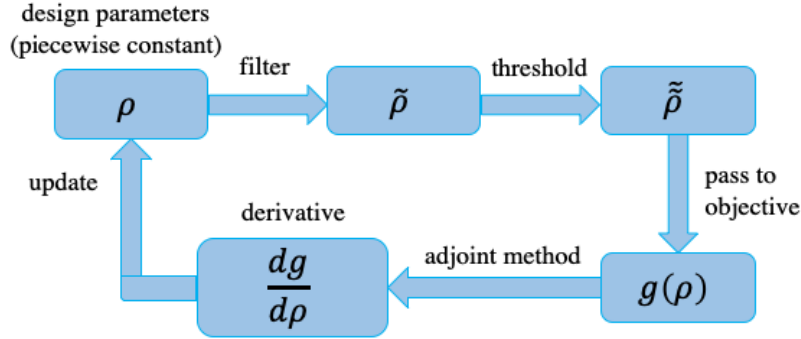 design parameters
(piecewise constant)
filter
threshold
ρ
ρ̃
ρ̃̃
update
pass to
objective
derivative
adjoint method
dg
dρ
g(ρ)